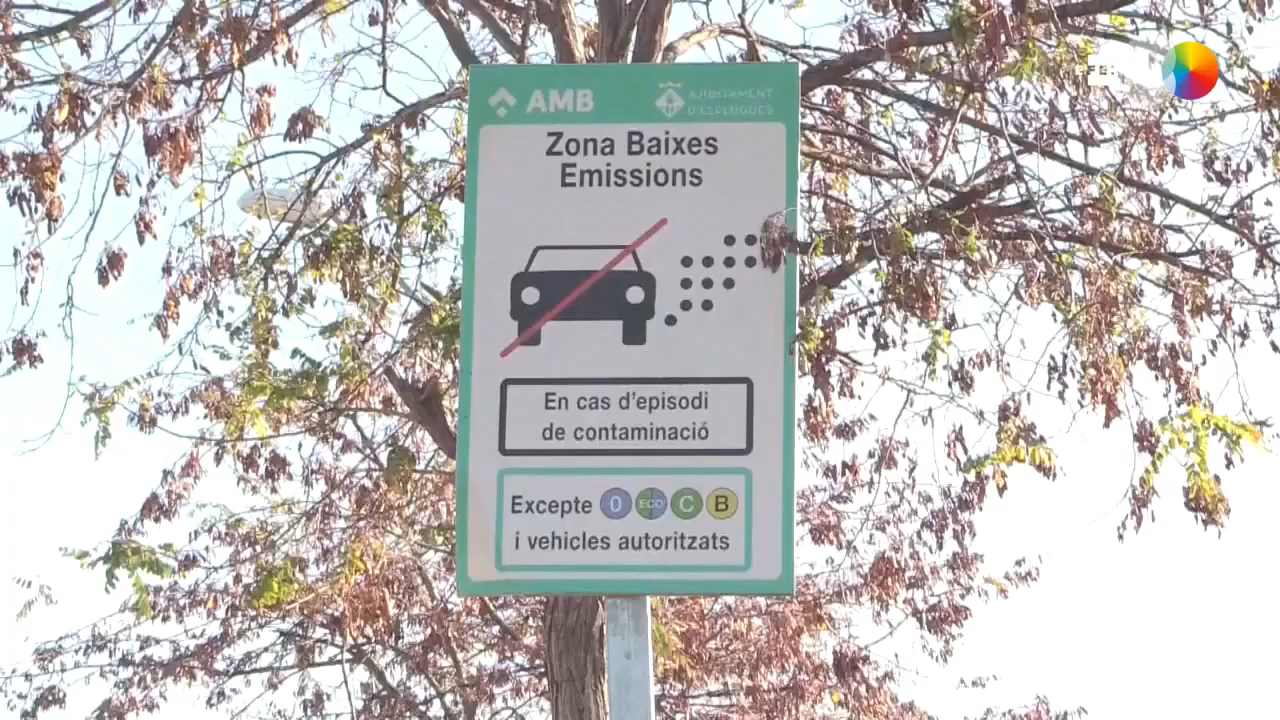 AMB
AJUNTAMENT
D'ESPLUGUES
Zona Baixes
Emissions
En cas d'episodi
de contaminació
Excepte 0 ECO C B
i vehicles autoritzats